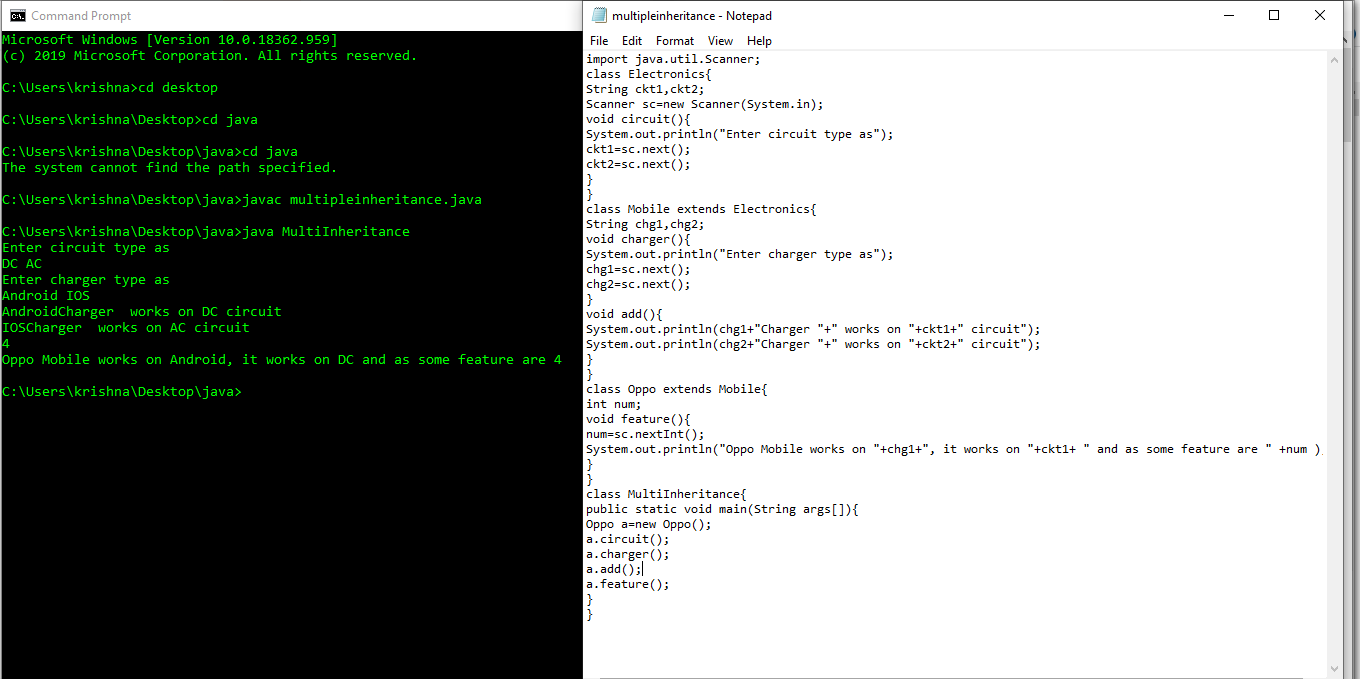 Command Prompt
Microsoft Windows [Version 10.0.18362.959]
(c) 2019 Microsoft Corporation. All rights reserved.
C:\Users\krishna>cd desktop
C:\Users\krishna\Desktop>cd java
C:\Users\krishna\Desktop\java>cd java
The system cannot find the path specified.
C:\Users\krishna\Desktop\java>javac multipleinheritance.java
C:\Users\krishna\Desktop\java>java MultiInheritance
Enter circuit type as
DC AC
Enter charger type as
Android IOS
AndroidCharger  works on DC circuit
IOSCharger  works on AC circuit
4
Oppo Mobile works on Android, it works on DC and as some feature are 4
C:\Users\krishna\Desktop\java>
multipleinheritance - Notepad
File Edit Format View Help
import java.util.Scanner;
class Electronics{
String ckt1,ckt2;
Scanner sc=new Scanner(System.in);
void circuit(){
System.out.println("Enter circuit type as");
ckt1=sc.next();
ckt2=sc.next();
}
}
class Mobile extends Electronics{
String chg1,chg2;
void charger(){
System.out.println("Enter charger type as");
chg1=sc.next();
chg2=sc.next();
}
void add(){
System.out.println(chg1+"Charger "+" works on "+ckt1+" circuit");
System.out.println(chg2+"Charger "+" works on "+ckt2+" circuit");
}
}
class Oppo extends Mobile{
int num;
void feature(){
num=sc.nextInt();
System.out.println("Oppo Mobile works on "+chg1+", it works on "+ckt1+ " and as some feature are " +num )
}
}
class MultiInheritance{
public static void main(String args[]){
Oppo a=new Oppo();
a.circuit();
a.charger();
a.add();
a.feature();
}
}